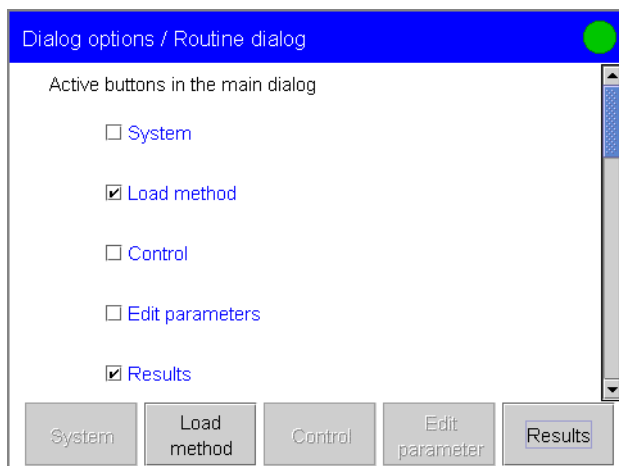 Dialog options / Routine dialog
Active buttons in the main dialog
System
Load method
Control
Edit parameters
Results
System
Load
method
Control
Edit
parameter
Results